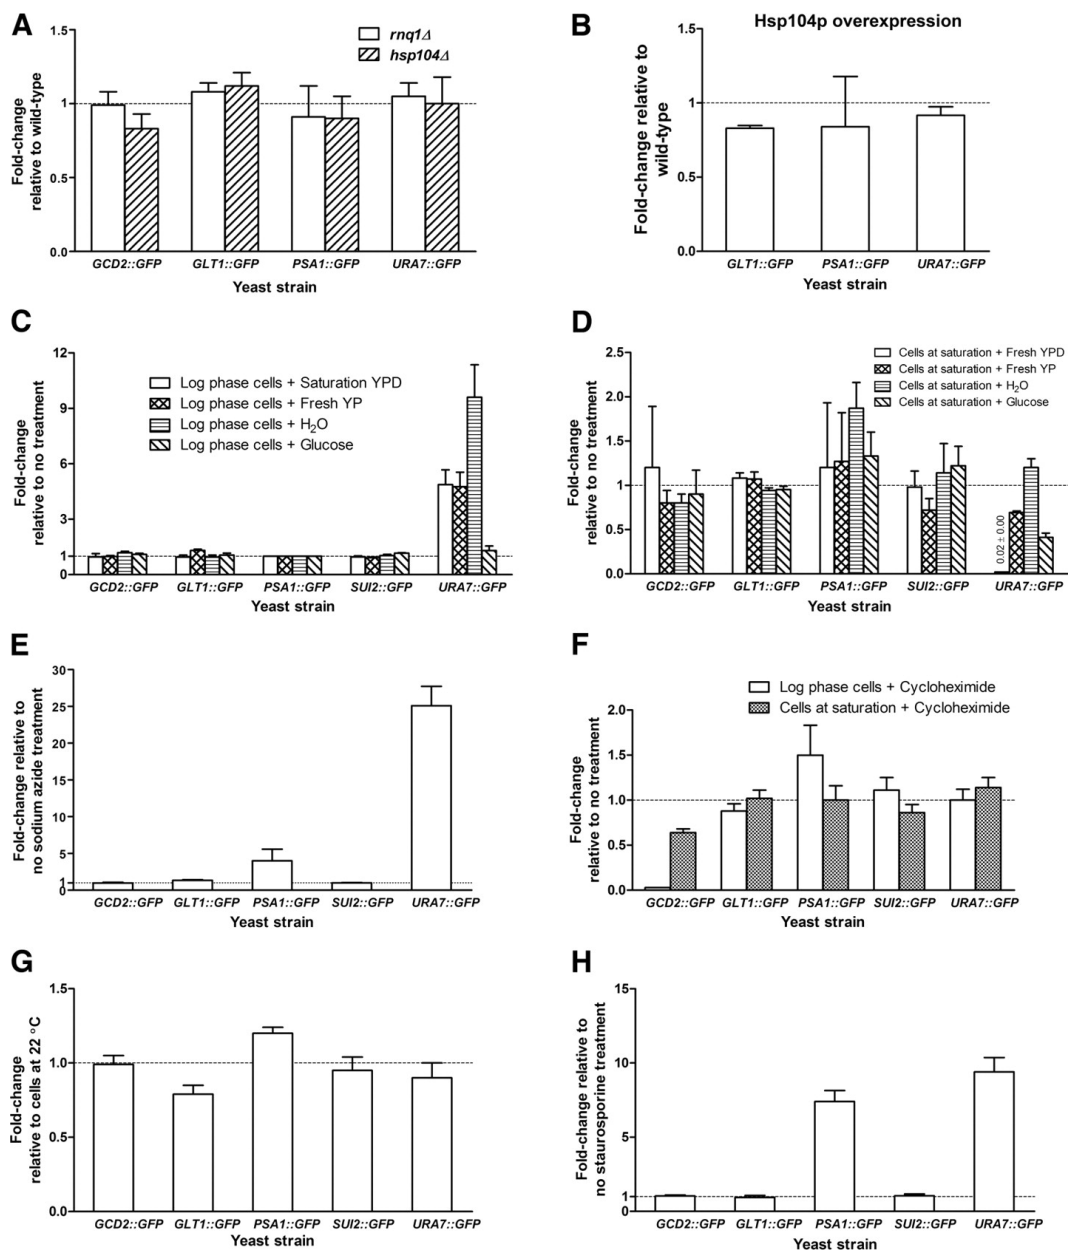 A
Fold-change
relative to wild-type
1.5
1
0.5
0.0
rnq1Δ
hsp104Δ
GCD2::GFP GLT1::GFP PSA1::GFP URA7::GFP
Yeast strain
B
Hsp104p overexpression
Fold-change relative to
wild-type
1.5
1
0.5
0.0
GLT1::GFP PSA1::GFP URA7::GFP
Yeast strain
C
Fold-change
relative to no treatment
12
9
6
3
1
0
Log phase cells + Saturation YPD
Log phase cells + Fresh YP
Log phase cells + H2O
Log phase cells + Glucose
GCD2::GFP GLT1::GFP PSA1::GFP SUI2::GFP URA7::GFP
Yeast strain
D
Fold-change
relative to no treatment
2.5
2.0
1.5
1
0.5
0.0
Cells at saturation + Fresh YPD
Cells at saturation + Fresh YP
Cells at saturation + H2O
Cells at saturation + Glucose
0.02 ± 0.00
GCD2::GFP GLT1::GFP PSA1::GFP SUI2::GFP URA7::GFP
Yeast strain
E
Fold-change relative to
no sodium azide treatment
30
25
20
15
10
5
1
0
GCD2::GFP GLT1::GFP PSA1::GFP SUI2::GFP URA7::GFP
Yeast strain
F
Fold-change
relative to no treatment
Log phase cells + Cycloheximide
Cells at saturation + Cycloheximide
2.0
1.5
1.0
0.5
0.0
GCD2::GFP GLT1::GFP PSA1::GFP SUI2::GFP URA7::GFP
Yeast strain
G
Fold-change
relative to cells at 22 °C
1.5
1.0
0.5
0.0
GCD2::GFP GLT1::GFP PSA1::GFP SUI2::GFP URA7::GFP
Yeast strain
H
Fold-change relative to
no staurosporine treatment
15
10
5
1
0
GCD2::GFP GLT1::GFP PSA1::GFP SUI2::GFP URA7::GFP
Yeast strain